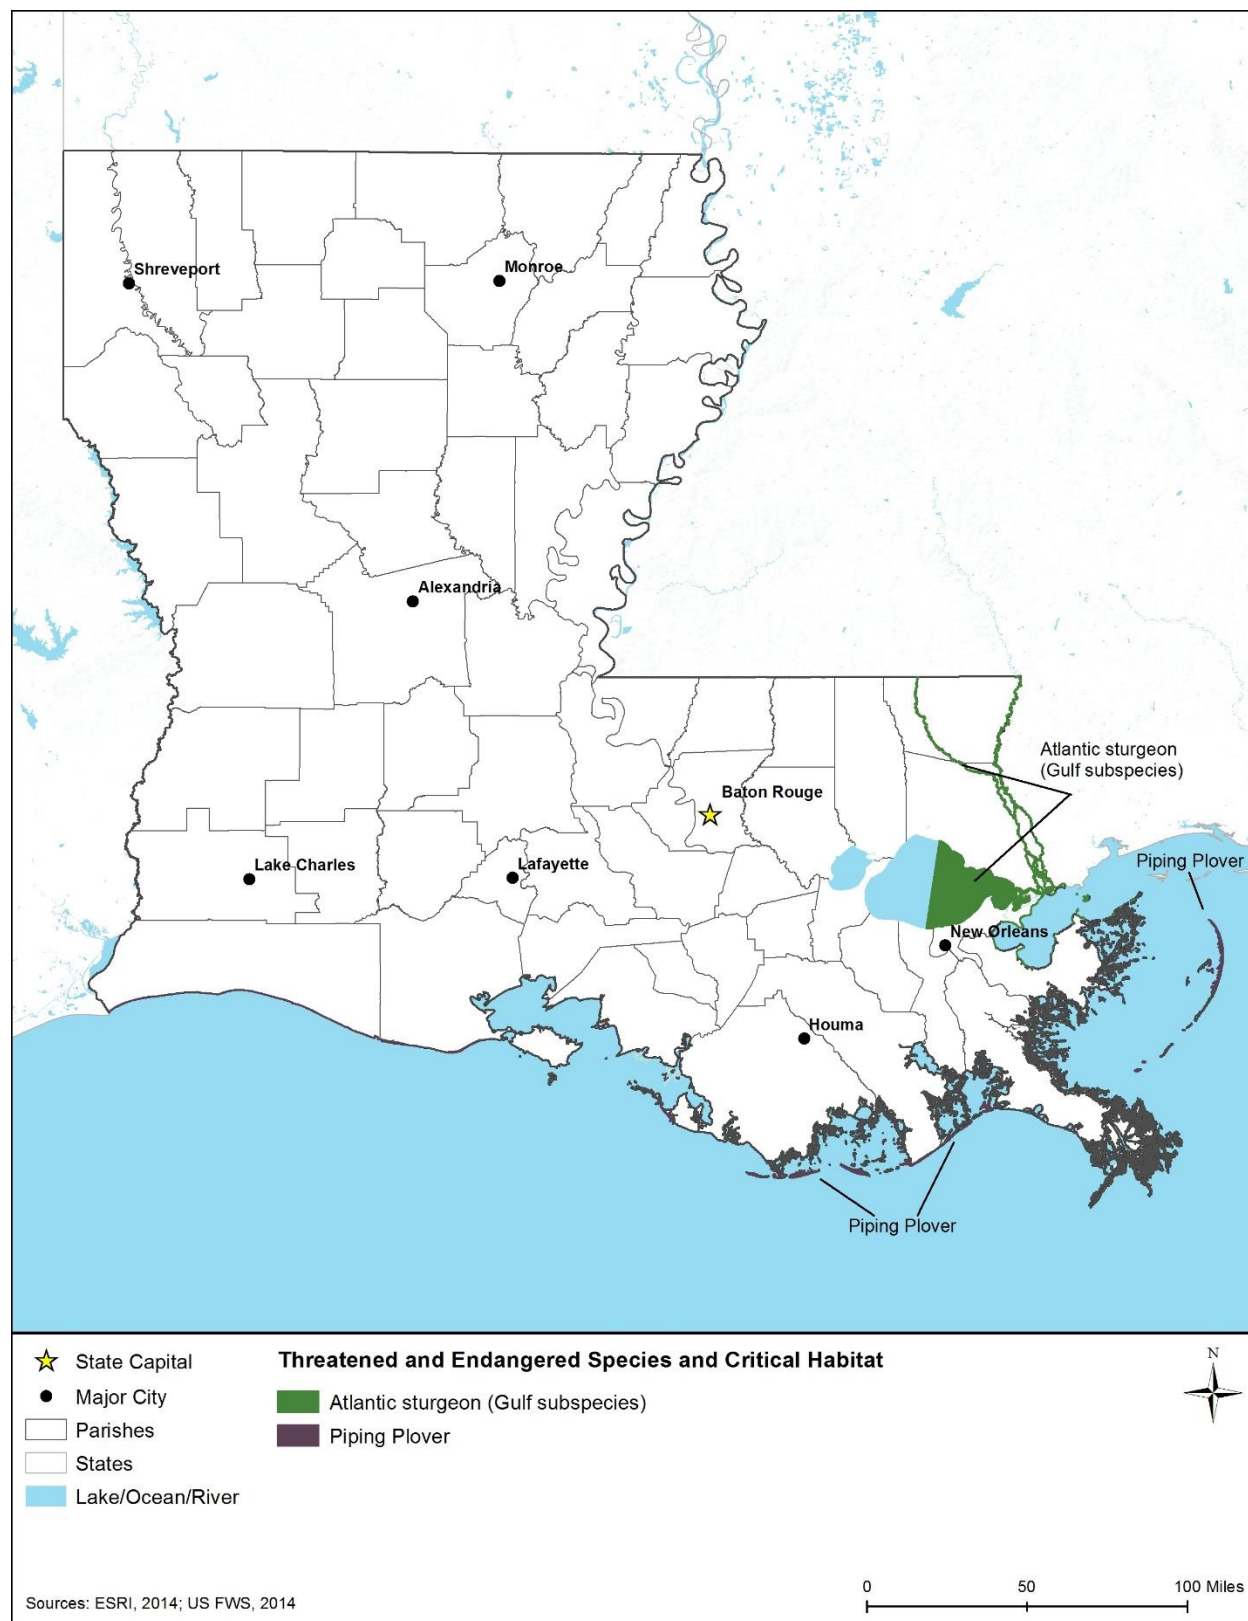 Shreveport
Monroe
Alexandria
Atlantic sturgeon
(Gulf subspecies)
Baton Rouge
Piping Plover
Lake Charles
Lafayette
New Orleans
Houma
Piping Plover
State Capital
Major City
Parishes
States
Lake/Ocean/River
Threatened and Endangered Species and Critical Habitat
Atlantic sturgeon (Gulf subspecies)
Piping Plover
N
Sources: ESRI, 2014; US FWS, 2014
0 50 100 Miles